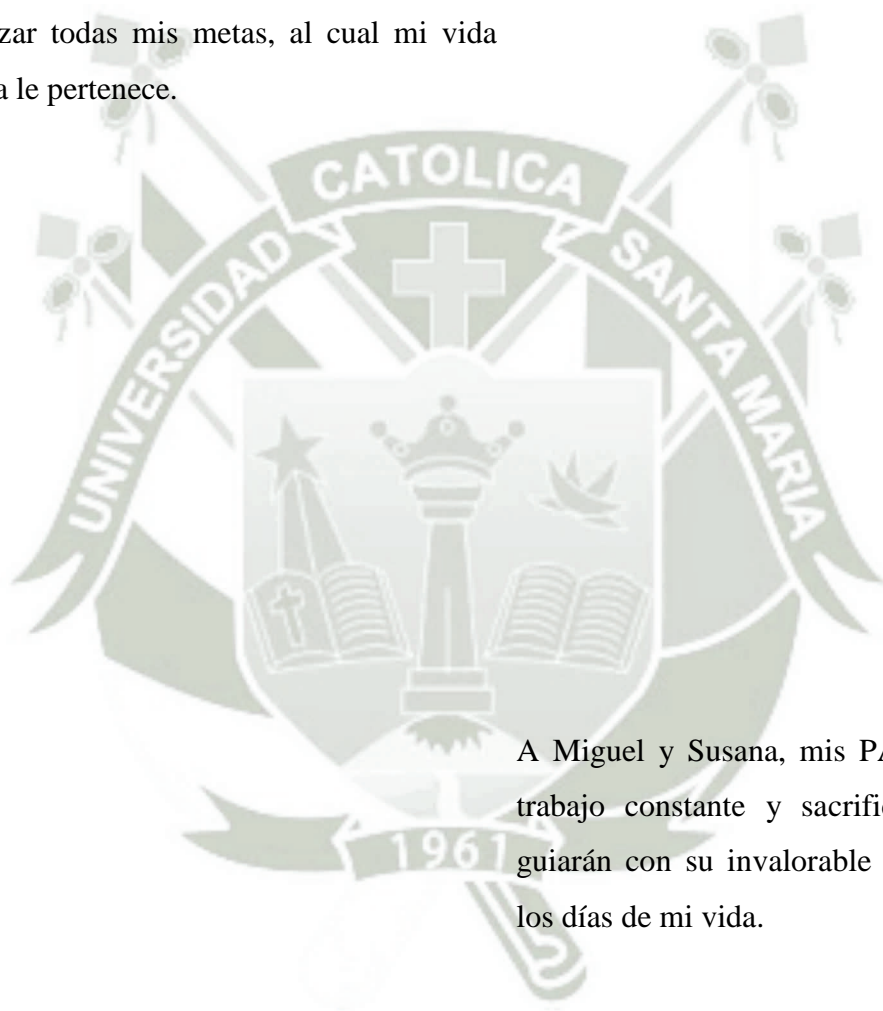 zar todas mis metas, al cual mi vida
a le pertenece.
UNIVERSIDAD CATOLICA SANTA MARIA
1961
A Miguel y Susana, mis PA
trabajo constante y sacrifi
guiarán con su invalorable
los días de mi vida.